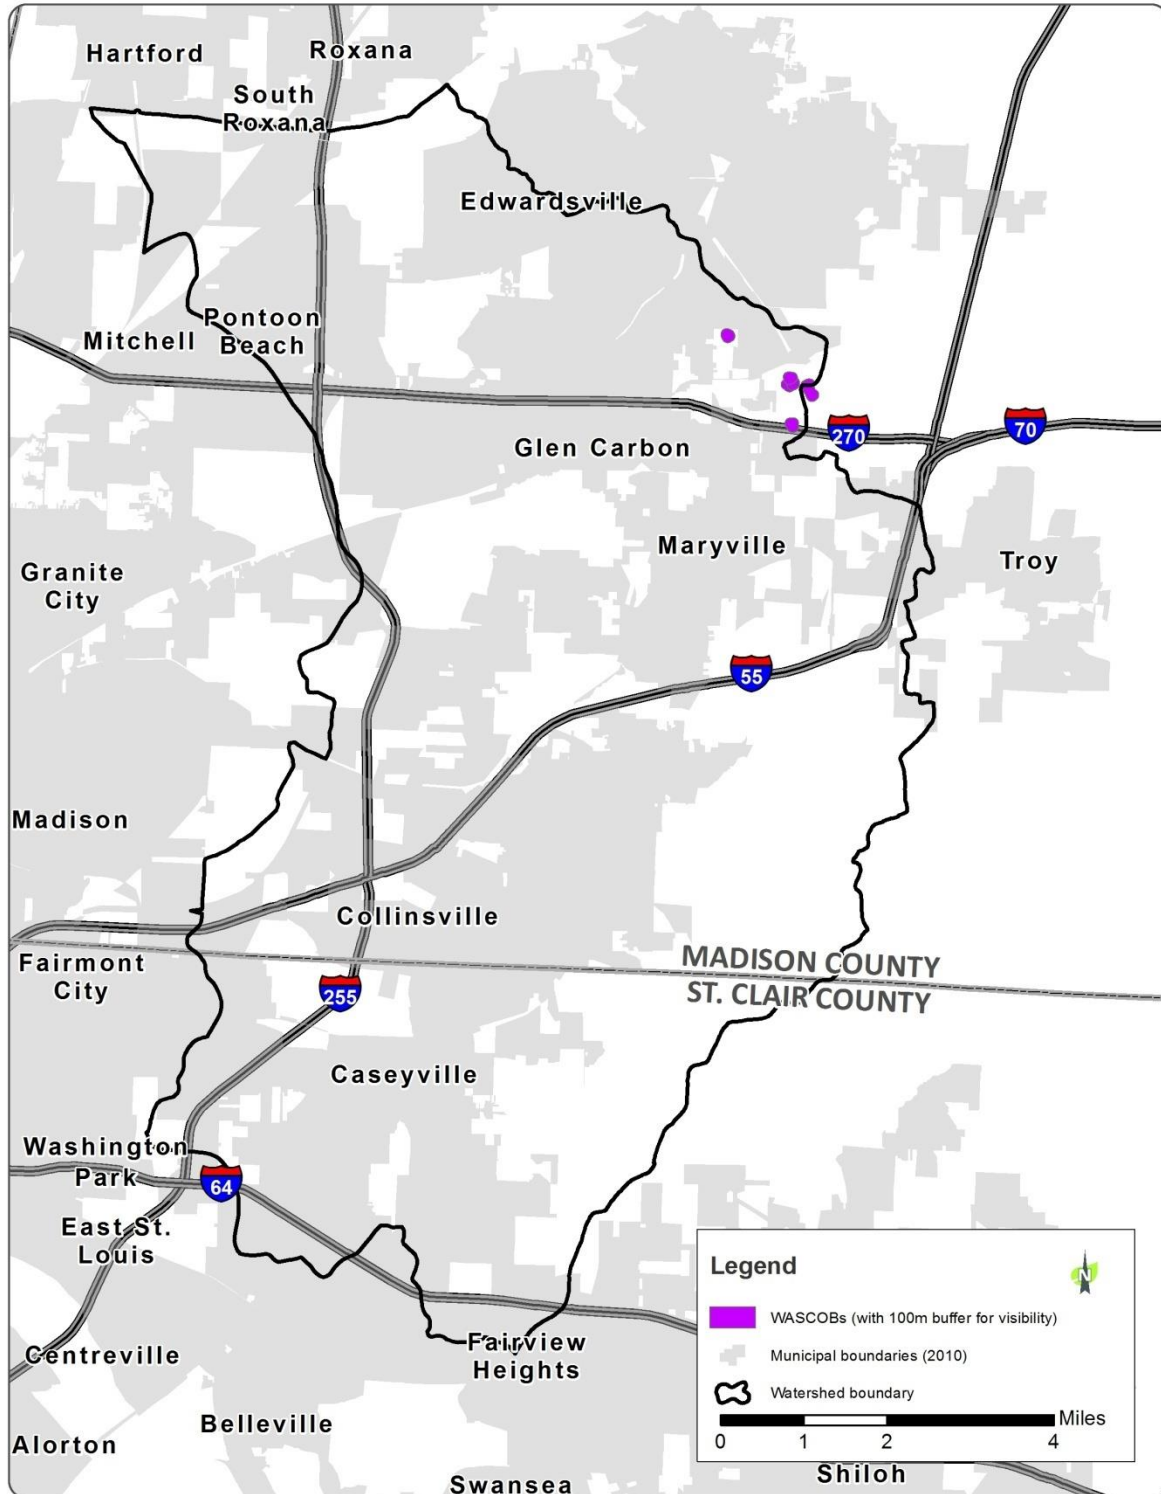 Hartford
Roxana
South
Roxana
Edwardsville
Pontoon
Beach
Mitchell
270
70
Glen Carbon
Maryville
Troy
Granite
City
55
Madison
Collinsville
Fairmont
City
MADISON COUNTY
ST. CLAIR COUNTY
255
Caseyville
Washington
Park
64
East St.
Louis
Legend
N
WASCOBs (with 100m buffer for visibility)
Municipal boundaries (2010)
Watershed boundary
Miles
0 1 2 4
Fairview
Heights
Centreville
Belleville
Alorton
Swansea
Shiloh